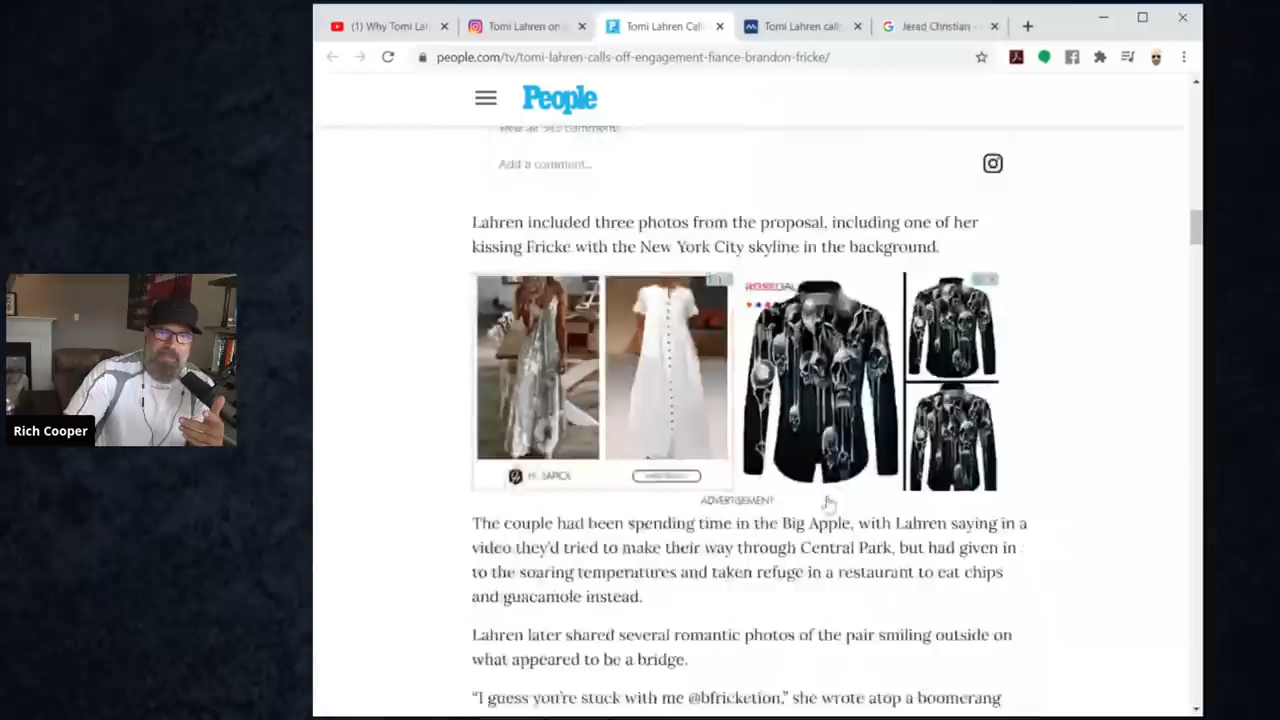 (1) Why Tomi Lah
Tomi Lahren on
Tomi Lahren Call
Tomi Lahren calls
Jerad Christian -
people.com/tv/tomi-lahren-calls-off-engagement-fiance-brandon-fricke/
People
Add a comment...
Lahren included three photos from the proposal, including one of her
kissing Fricke with the New York City skyline in the background.
ADVERTISEMENT
Rich Cooper
The couple had been spending time in the Big Apple, with Lahren saying in a
video they'd tried to make their way through Central Park, but had given in
to the soaring temperatures and taken refuge in a restaurant to eat chips
and guacamole instead.
Lahren later shared several romantic photos of the pair smiling outside on
what appeared to be a bridge.
"I guess you're stuck with me @bfricketion," she wrote atop a boomerang